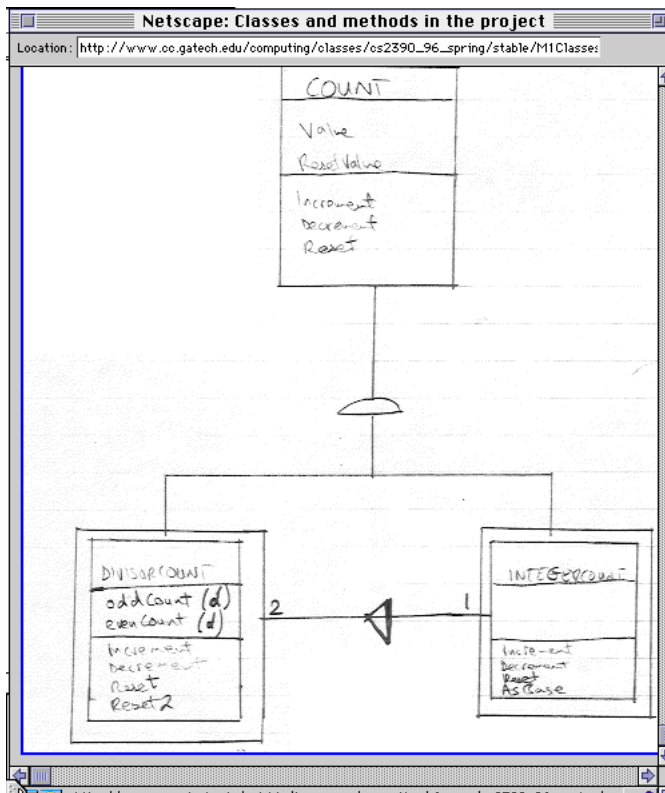 Netscape: Classes and methods in the project
Location: http://www.cc.gatech.edu/computing/classes/cs2390_96_spring/stable/M1Classes
COUNT
Value
ResetValue
Increment
Decrement
Reset
DIVISORCOUNT
oddCount (d)
evenCount (d)
Increment
Decrement
Reset
Reset2
2
1
INTEGERCOUNT
Increment
Decrement
Reset
AsBase